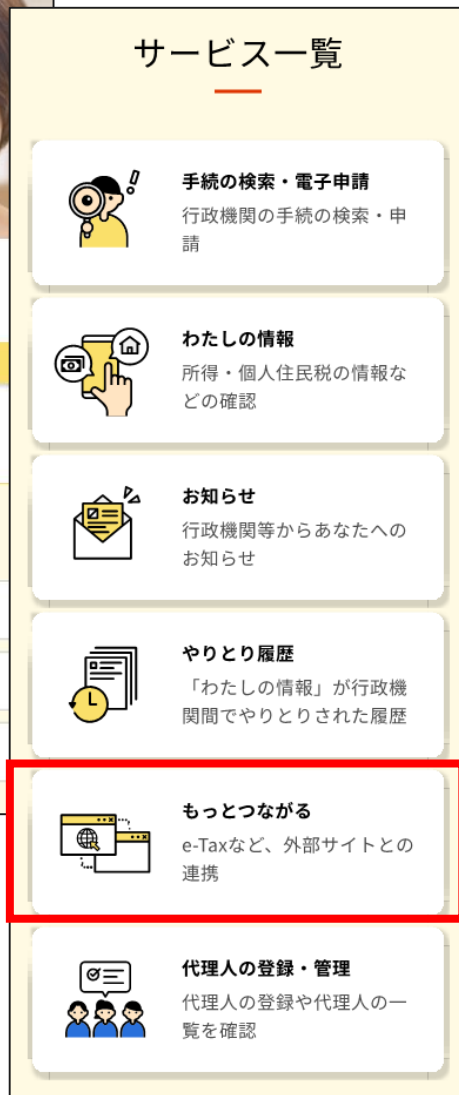 サービス一覧
手続の検索・電子申請
行政機関の手続の検索・申
請
わたしの情報
所得・個人住民税の情報な
どの確認
お知らせ
行政機関等からあなたへの
お知らせ
やりとり履歴
「わたしの情報」が行政機
関間でやりとりされた履歴
もっとつながる
e-Taxなど、外部サイトとの
連携
代理人の登録・管理
代理人の登録や代理人の一
覧を確認